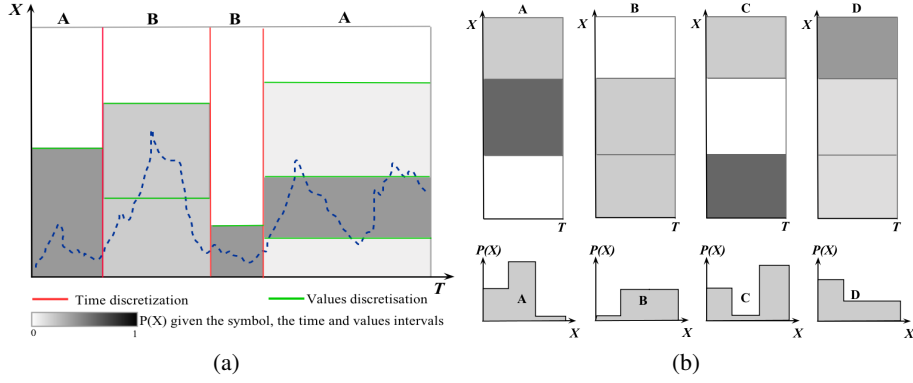 X
A B B A
T
Time discretization
Values discretisation
P(X) given the symbol, the time and values intervals
0 1
(a)
(b)
A B C D
X X X X
T T T T
P(X) P(X) P(X) P(X)
A B C D
X X X X